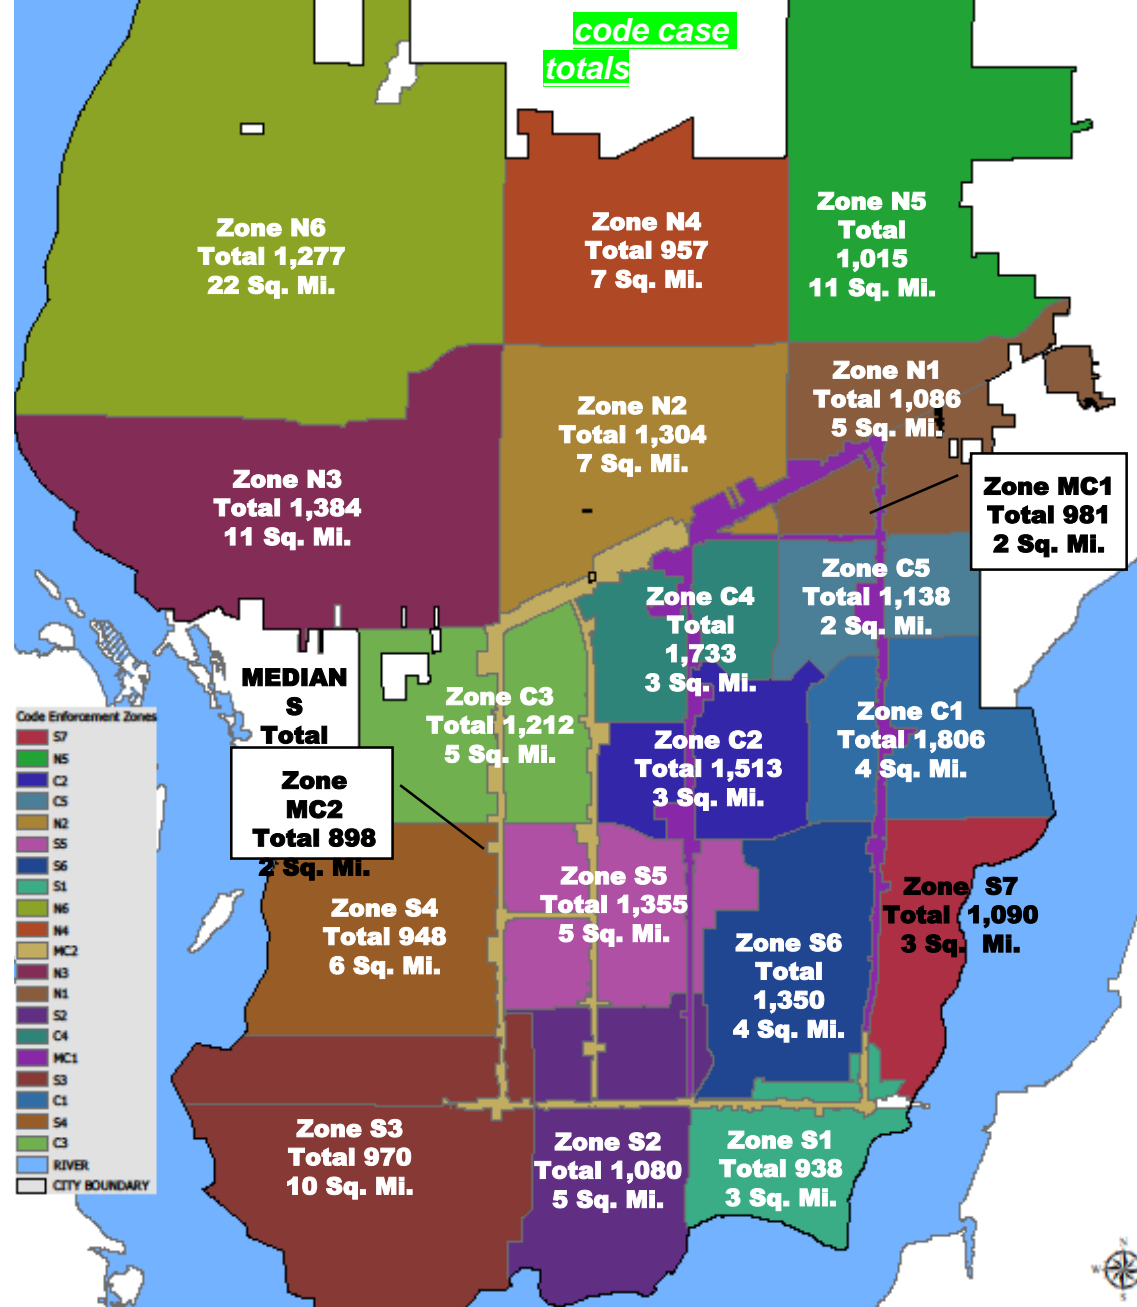 code case
totals
Zone N6
Total 1,277
22 Sq. Mi.
Zone N4
Total 957
7 Sq. Mi.
Zone N5
Total
1,015
11 Sq. Mi.
Zone N1
Total 1,086
5 Sq. Mi.
Zone N2
Total 1,304
7 Sq. Mi.
Zone N3
Total 1,384
11 Sq. Mi.
Zone MC1
Total 981
2 Sq. Mi.
Zone C5
Total 1,138
2 Sq. Mi.
Zone C4
Total
1,733
3 Sq. Mi.
MEDIAN
S
Total
Zone C3
Total 1,212
5 Sq. Mi.
Zone C1
Total 1,806
4 Sq. Mi.
Zone C2
Total 1,513
3 Sq. Mi.
Zone
MC2
Total 898
2 Sq. Mi.
Zone S5
Total 1,355
5 Sq. Mi.
Zone S7
Total 1,090
3 Sq. Mi.
Zone S4
Total 948
6 Sq. Mi.
Zone S6
Total
1,350
4 Sq. Mi.
Zone S3
Total 970
10 Sq. Mi.
Zone S2
Total 1,080
5 Sq. Mi.
Zone S1
Total 938
3 Sq. Mi.
Code Enforcement Zones
S7
N5
C2
C5
N2
S5
S6
S1
N6
N4
MC2
N3
N1
S2
C4
MC1
S3
C1
S4
C3
RIVER
CITY BOUNDARY
N
W
S